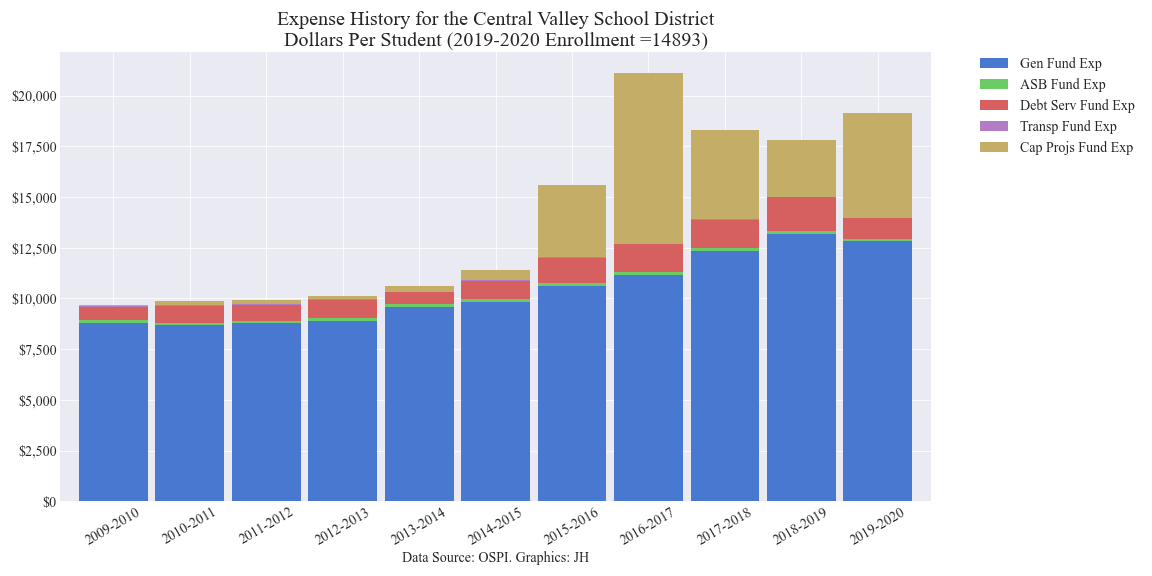 Expense History for the Central Valley School District
Dollars Per Student (2019-2020 Enrollment =14893)
Gen Fund Exp
ASB Fund Exp
Debt Serv Fund Exp
Transp Fund Exp
Cap Projs Fund Exp
$20,000
$17,500
$15,000
$12,500
$10,000
$7,500
$5,000
$2,500
$0
2009-2010
2010-2011
2011-2012
2012-2013
2013-2014
2014-2015
2015-2016
2016-2017
2017-2018
2018-2019
2019-2020
Data Source: OSPI. Graphics: JH